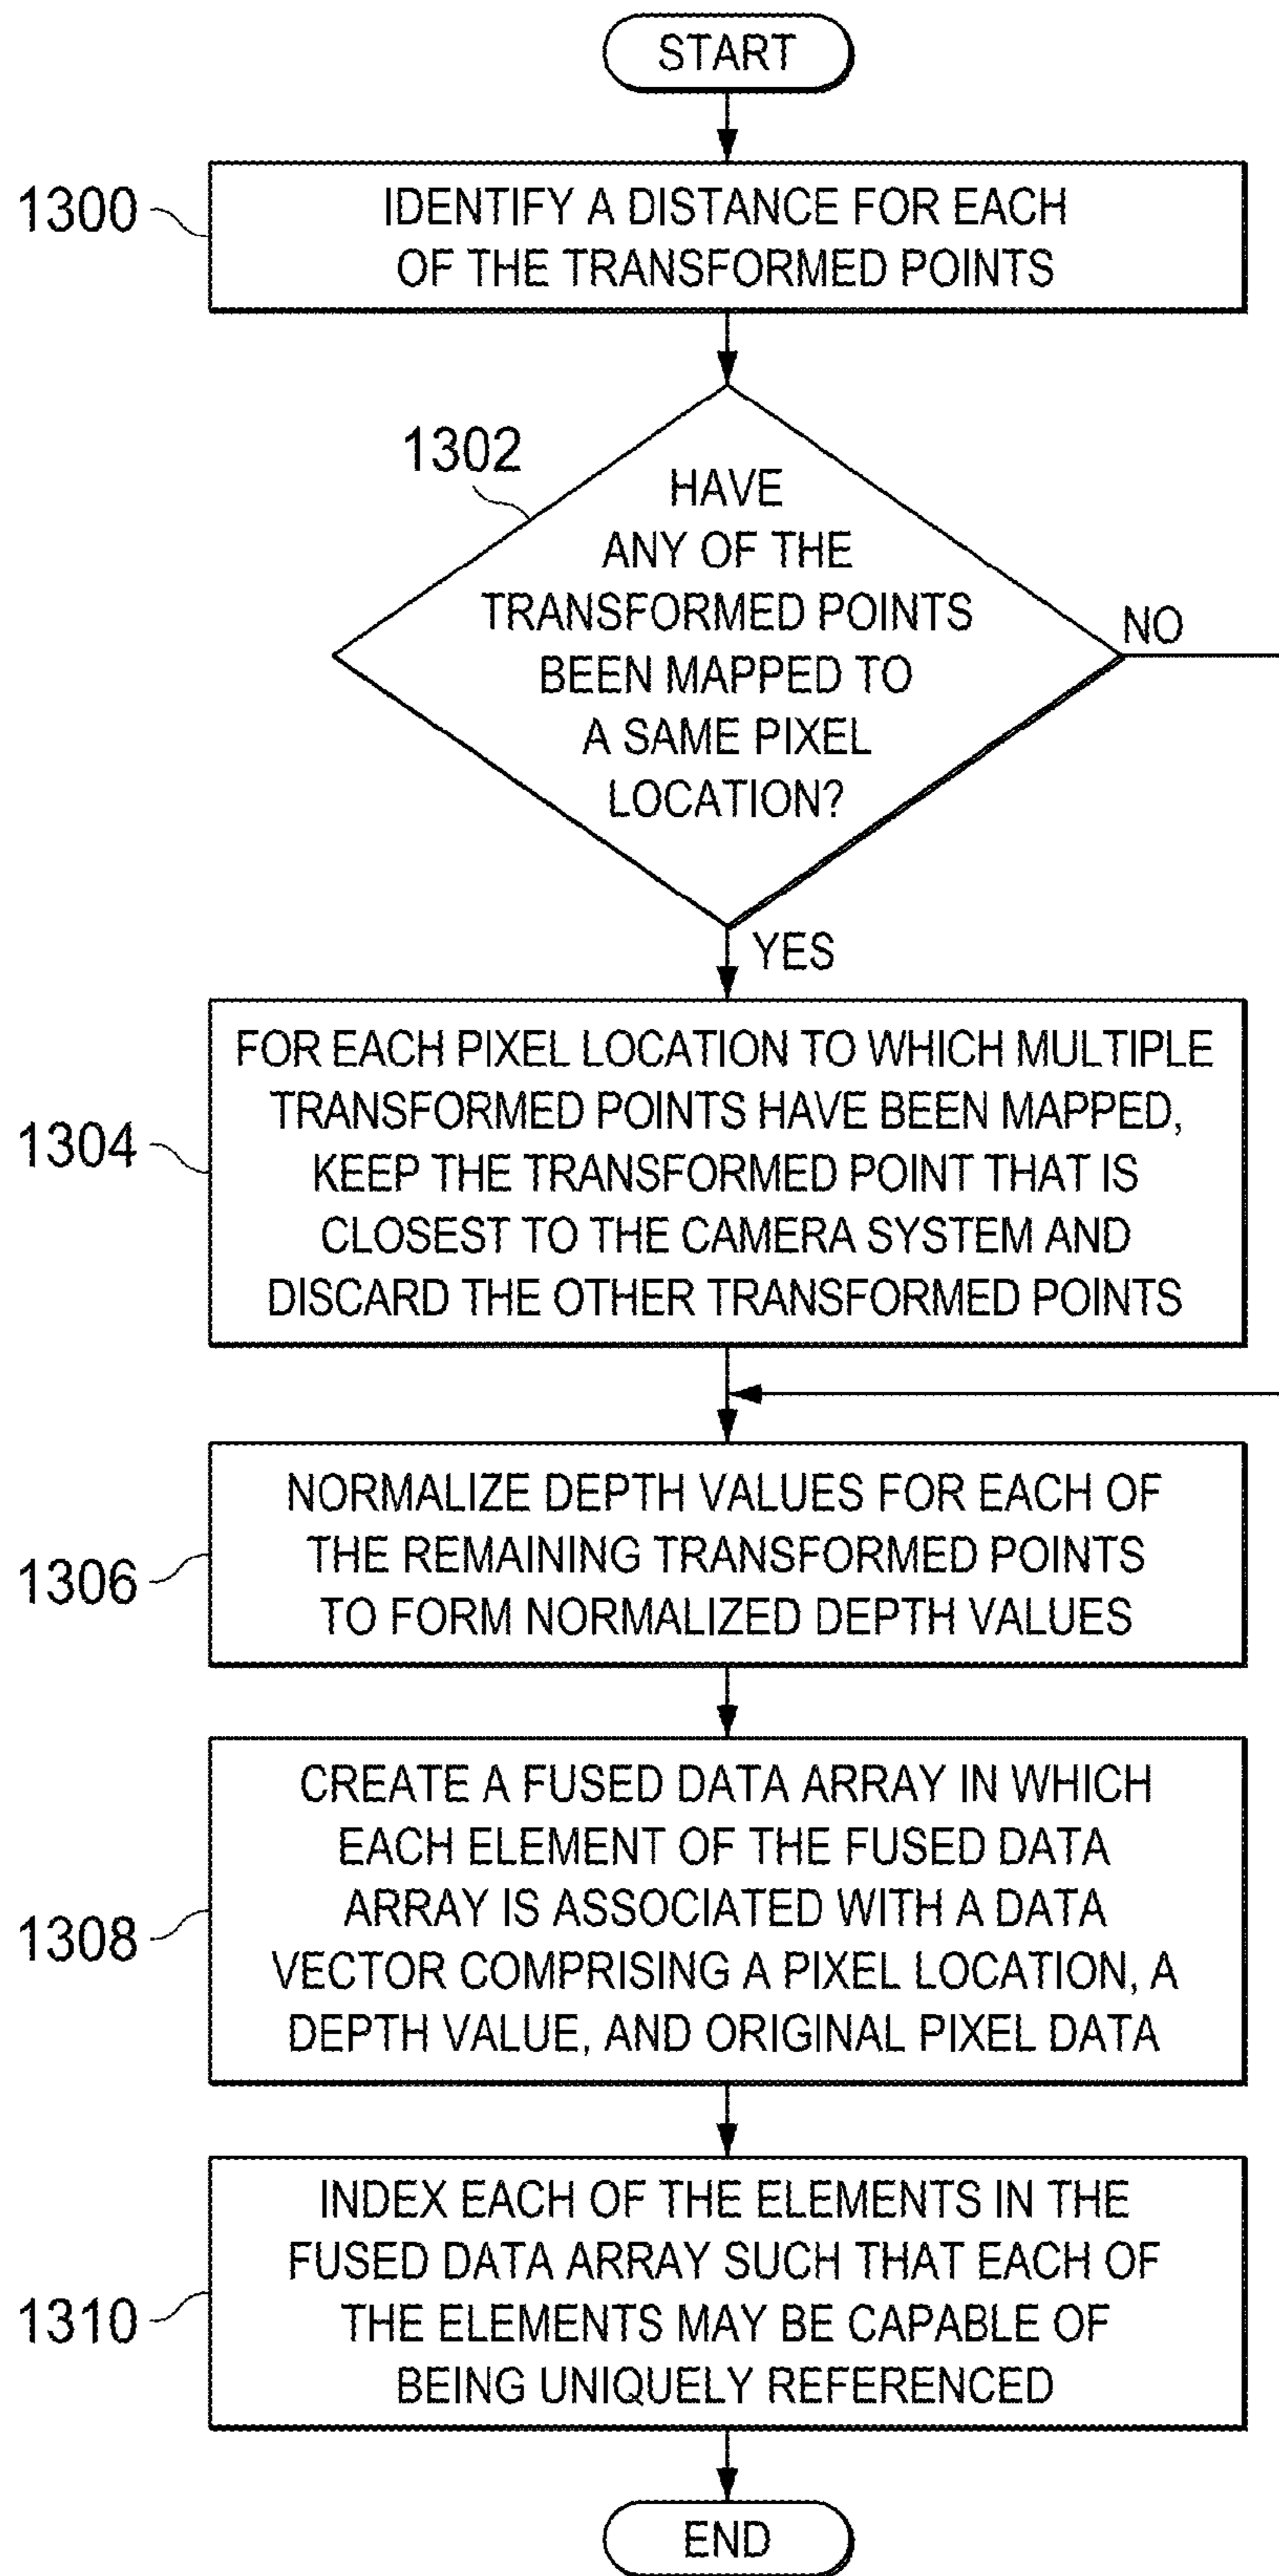 START
1300
IDENTIFY A DISTANCE FOR EACH
OF THE TRANSFORMED POINTS
1302
HAVE
ANY OF THE
TRANSFORMED POINTS
BEEN MAPPED TO
A SAME PIXEL
LOCATION?
NO
YES
1304
FOR EACH PIXEL LOCATION TO WHICH MULTIPLE
TRANSFORMED POINTS HAVE BEEN MAPPED,
KEEP THE TRANSFORMED POINT THAT IS
CLOSEST TO THE CAMERA SYSTEM AND
DISCARD THE OTHER TRANSFORMED POINTS
1306
NORMALIZE DEPTH VALUES FOR EACH OF
THE REMAINING TRANSFORMED POINTS
TO FORM NORMALIZED DEPTH VALUES
1308
CREATE A FUSED DATA ARRAY IN WHICH
EACH ELEMENT OF THE FUSED DATA
ARRAY IS ASSOCIATED WITH A DATA
VECTOR COMPRISING A PIXEL LOCATION, A
DEPTH VALUE, AND ORIGINAL PIXEL DATA
1310
INDEX EACH OF THE ELEMENTS IN THE
FUSED DATA ARRAY SUCH THAT EACH OF
THE ELEMENTS MAY BE CAPABLE OF
BEING UNIQUELY REFERENCED
END